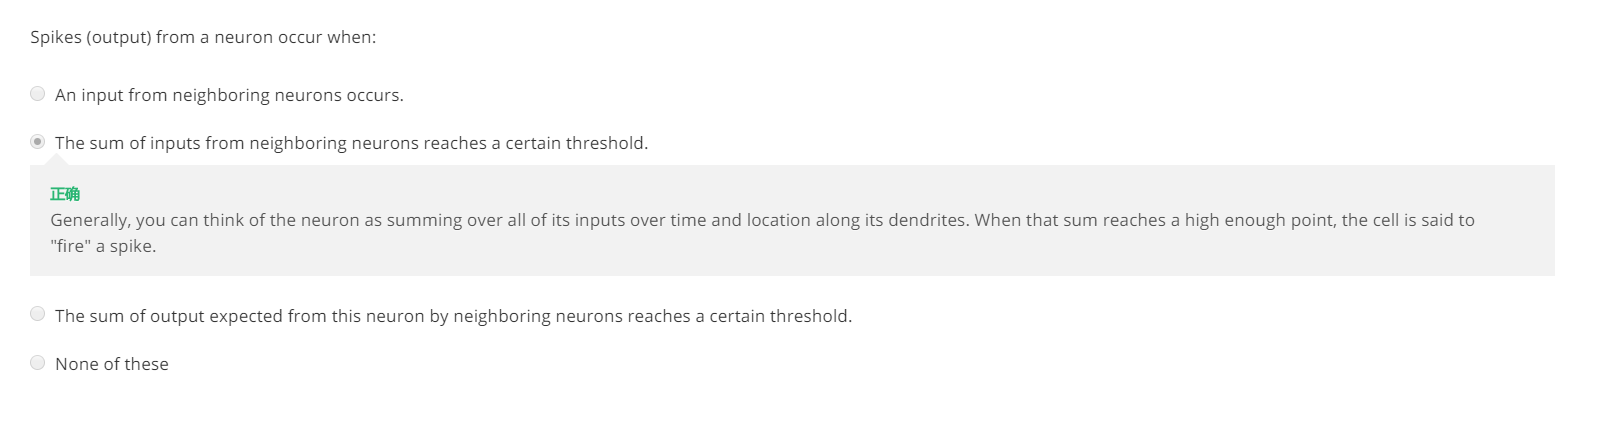 Spikes (output) from a neuron occur when:
An input from neighboring neurons occurs.
The sum of inputs from neighboring neurons reaches a certain threshold.
正确
Generally, you can think of the neuron as summing over all of its inputs over time and location along its dendrites. When that sum reaches a high enough point, the cell is said to
"fire" a spike.
The sum of output expected from this neuron by neighboring neurons reaches a certain threshold.
None of these